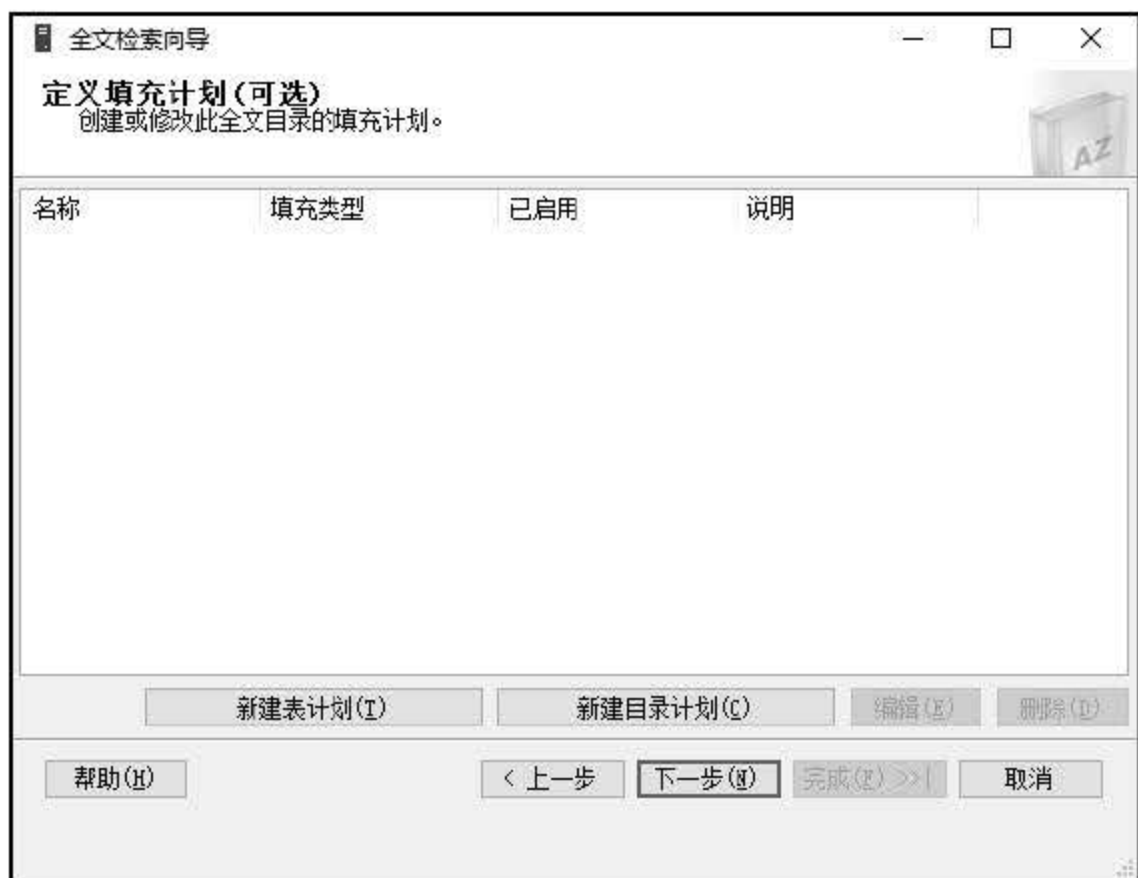 全文检索向导
定义填充计划(可选)
创建或修改此全文目录的填充计划。
AZ
名称 填充类型 已启用 说明
新建表计划(T) 新建目录计划(C) 编辑(E) 删除(D)
帮助(H) < 上一步 下一步(N) 完成(F) >>| 取消